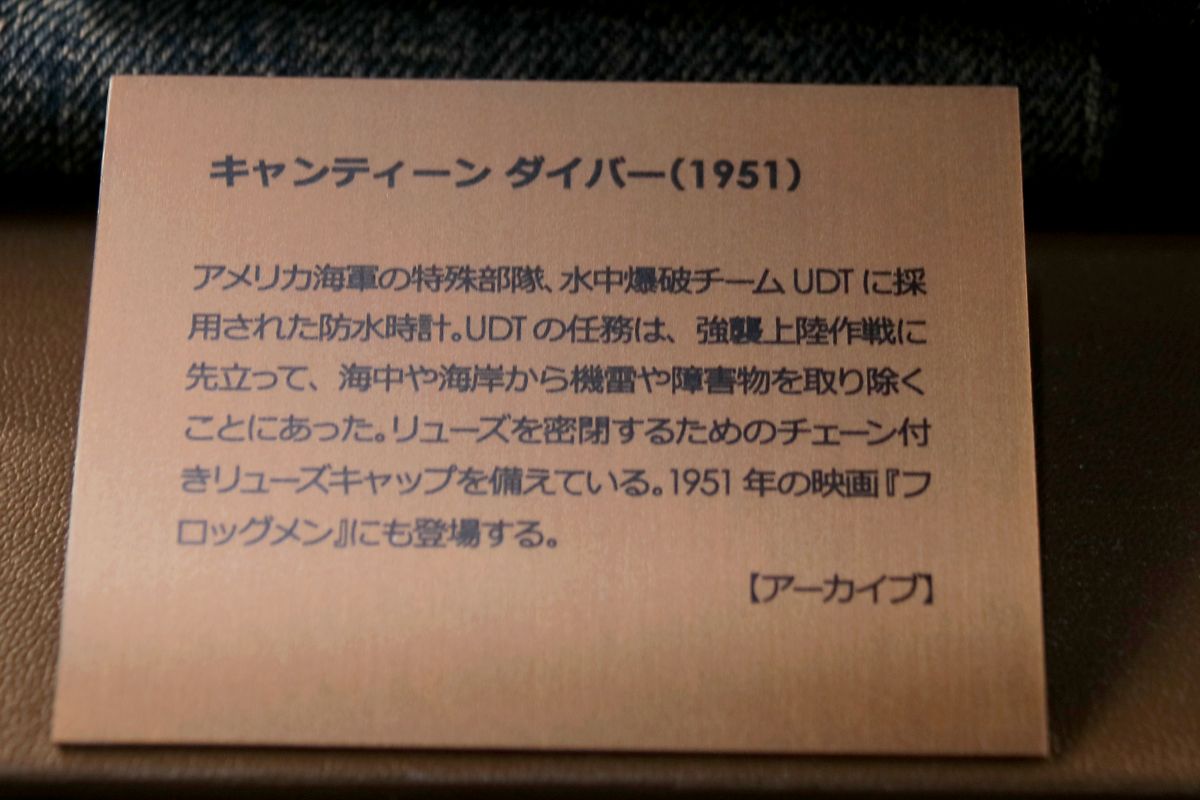 キャンティーン ダイバー（1951）
アメリカ海軍の特殊部隊、水中爆破チーム UDT に採
用された防水時計。UDT の任務は、強襲上陸作戦に
先立って、海中や海岸から機雷や障害物を取り除く
ことにあった。リューズを密閉するためのチェーン付
きリューズキャップを備えている。1951 年の映画『フ
ロッグメン』にも登場する。
【アーカイブ】